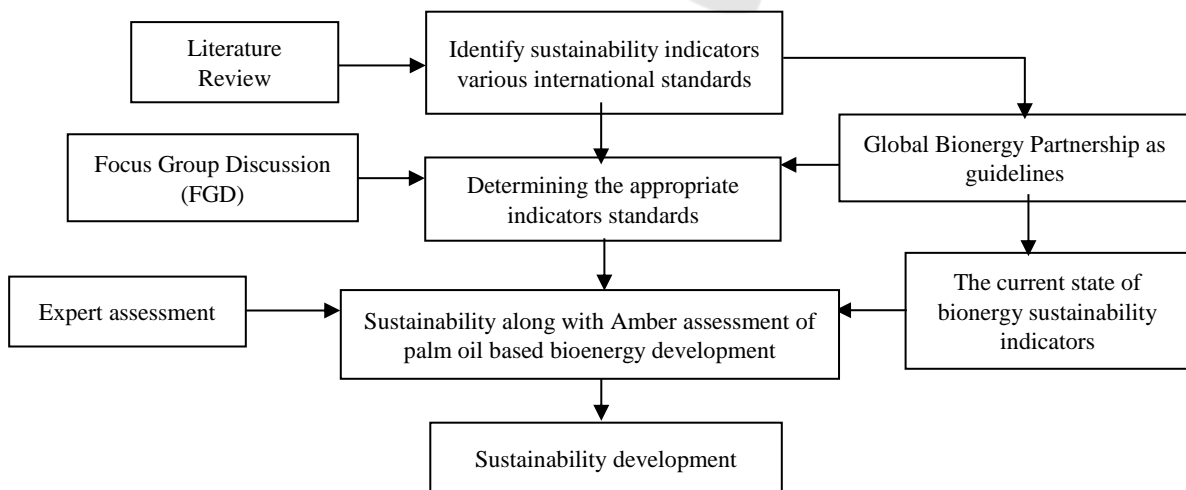 Literature
Review
Identify sustainability indicators
various international standards
Global Bionergy Partnership as
guidelines
Focus Group Discussion
(FGD)
Determining the appropriate
indicators standards
The current state of
bionergy sustainability
indicators
Expert assessment
Sustainability along with Amber assessment of
palm oil based bioenergy development
Sustainability development